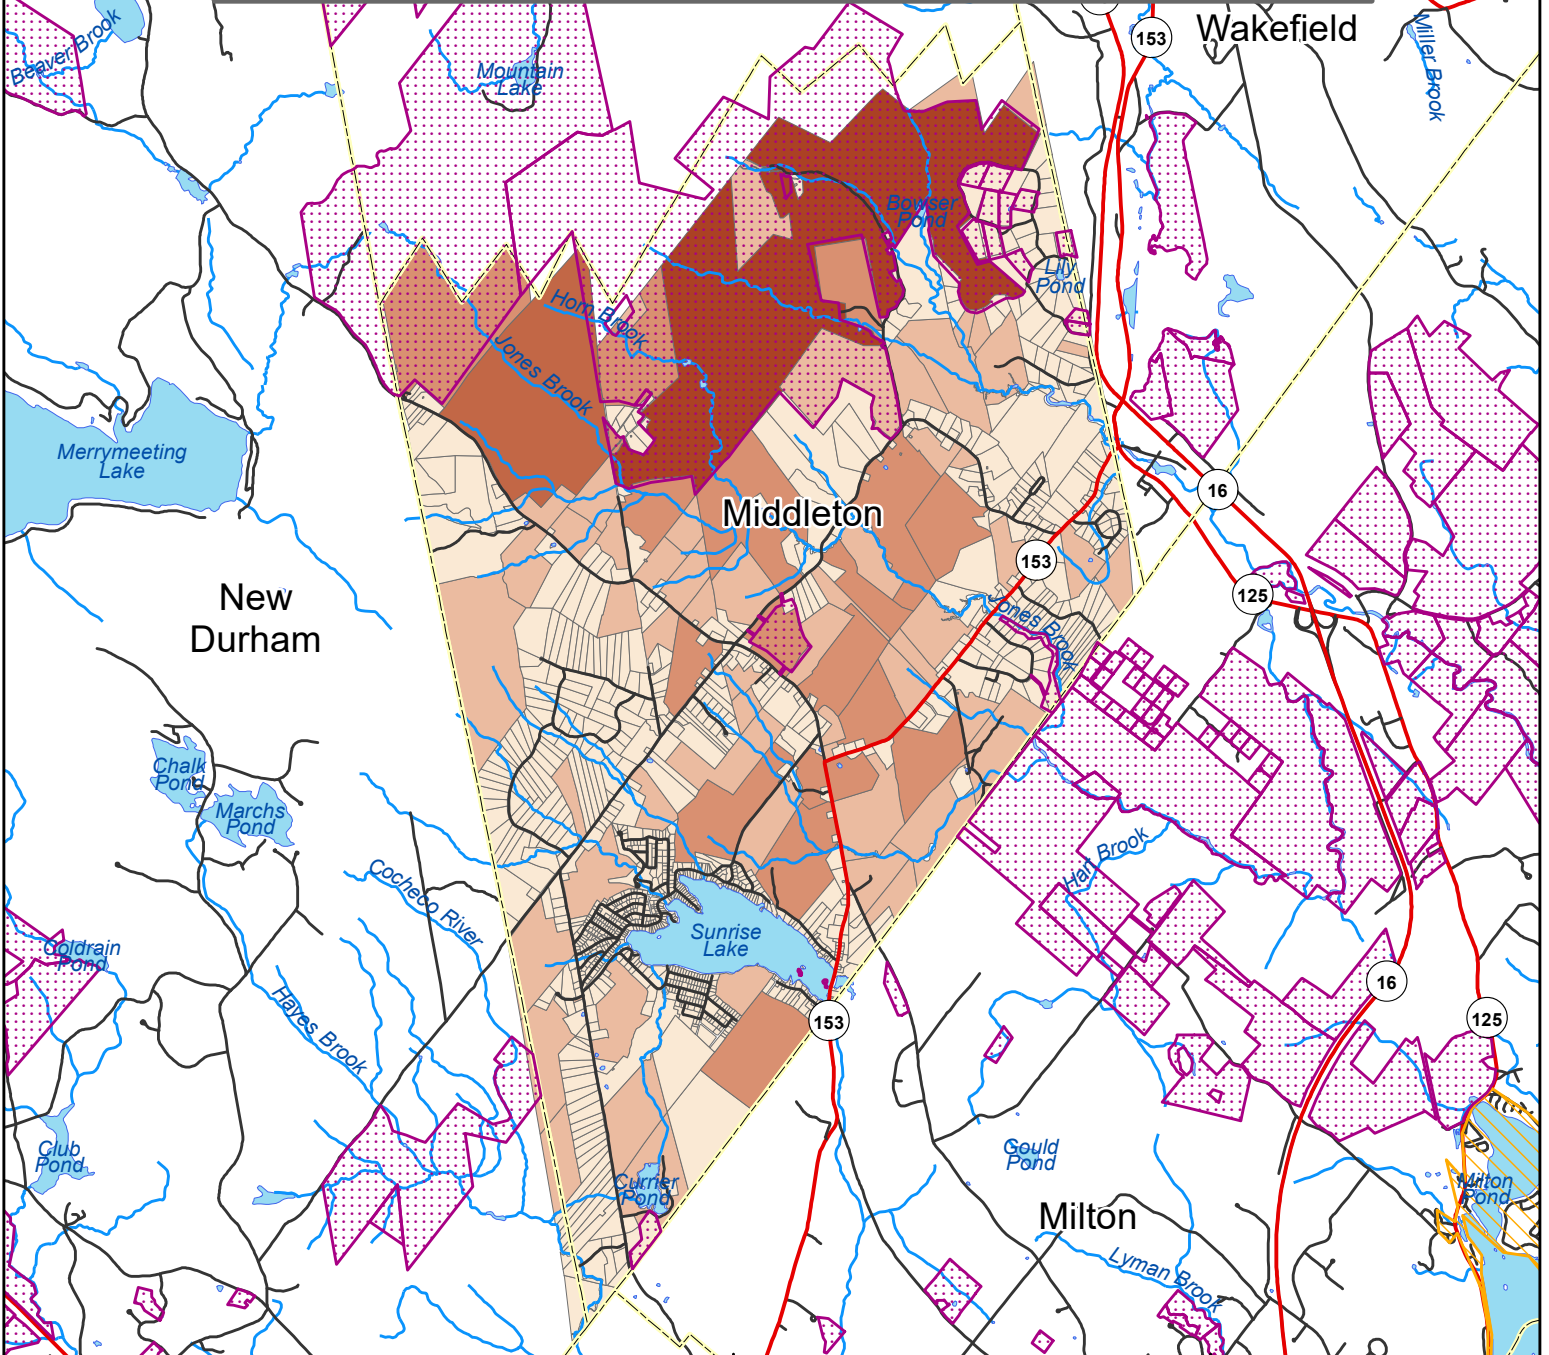 Wakefield
153
Beaver Brook
Miller Brook
Mountain
Lake
Bowser
Pond
Lily
Pond
Horn Brook
Jones Brook
Merrymeeting
Lake
16
Middleton
153
125
New
Durham
Jones Brook
Chalk
Pond
Marchs
Pond
Hart Brook
Cocheco River
Sunrise
Lake
Coldrain
Pond
16
Hayes Brook
153
125
Club
Pond
Gould
Pond
Currier
Pond
Milton
Pond
Milton
Lyman Brook